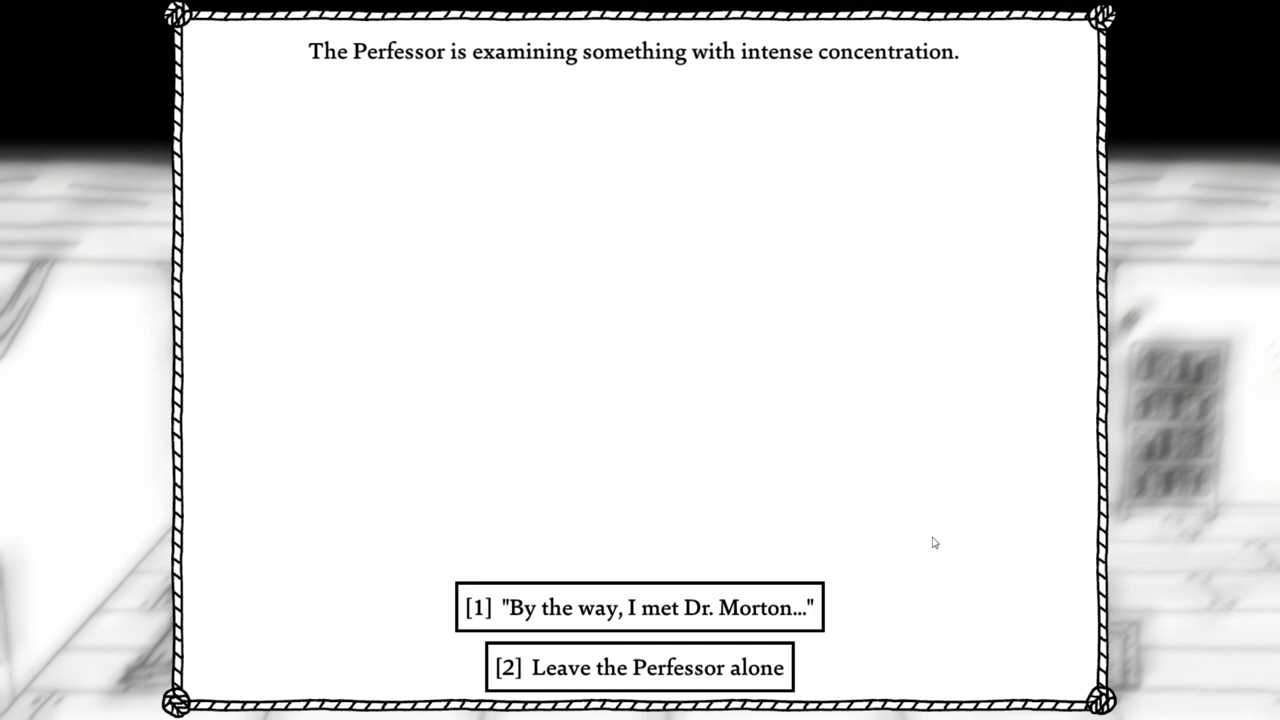 The Perfessor is examining something with intense concentration.
[1] "By the way, I met Dr. Morton..."
[2] Leave the Perfessor alone